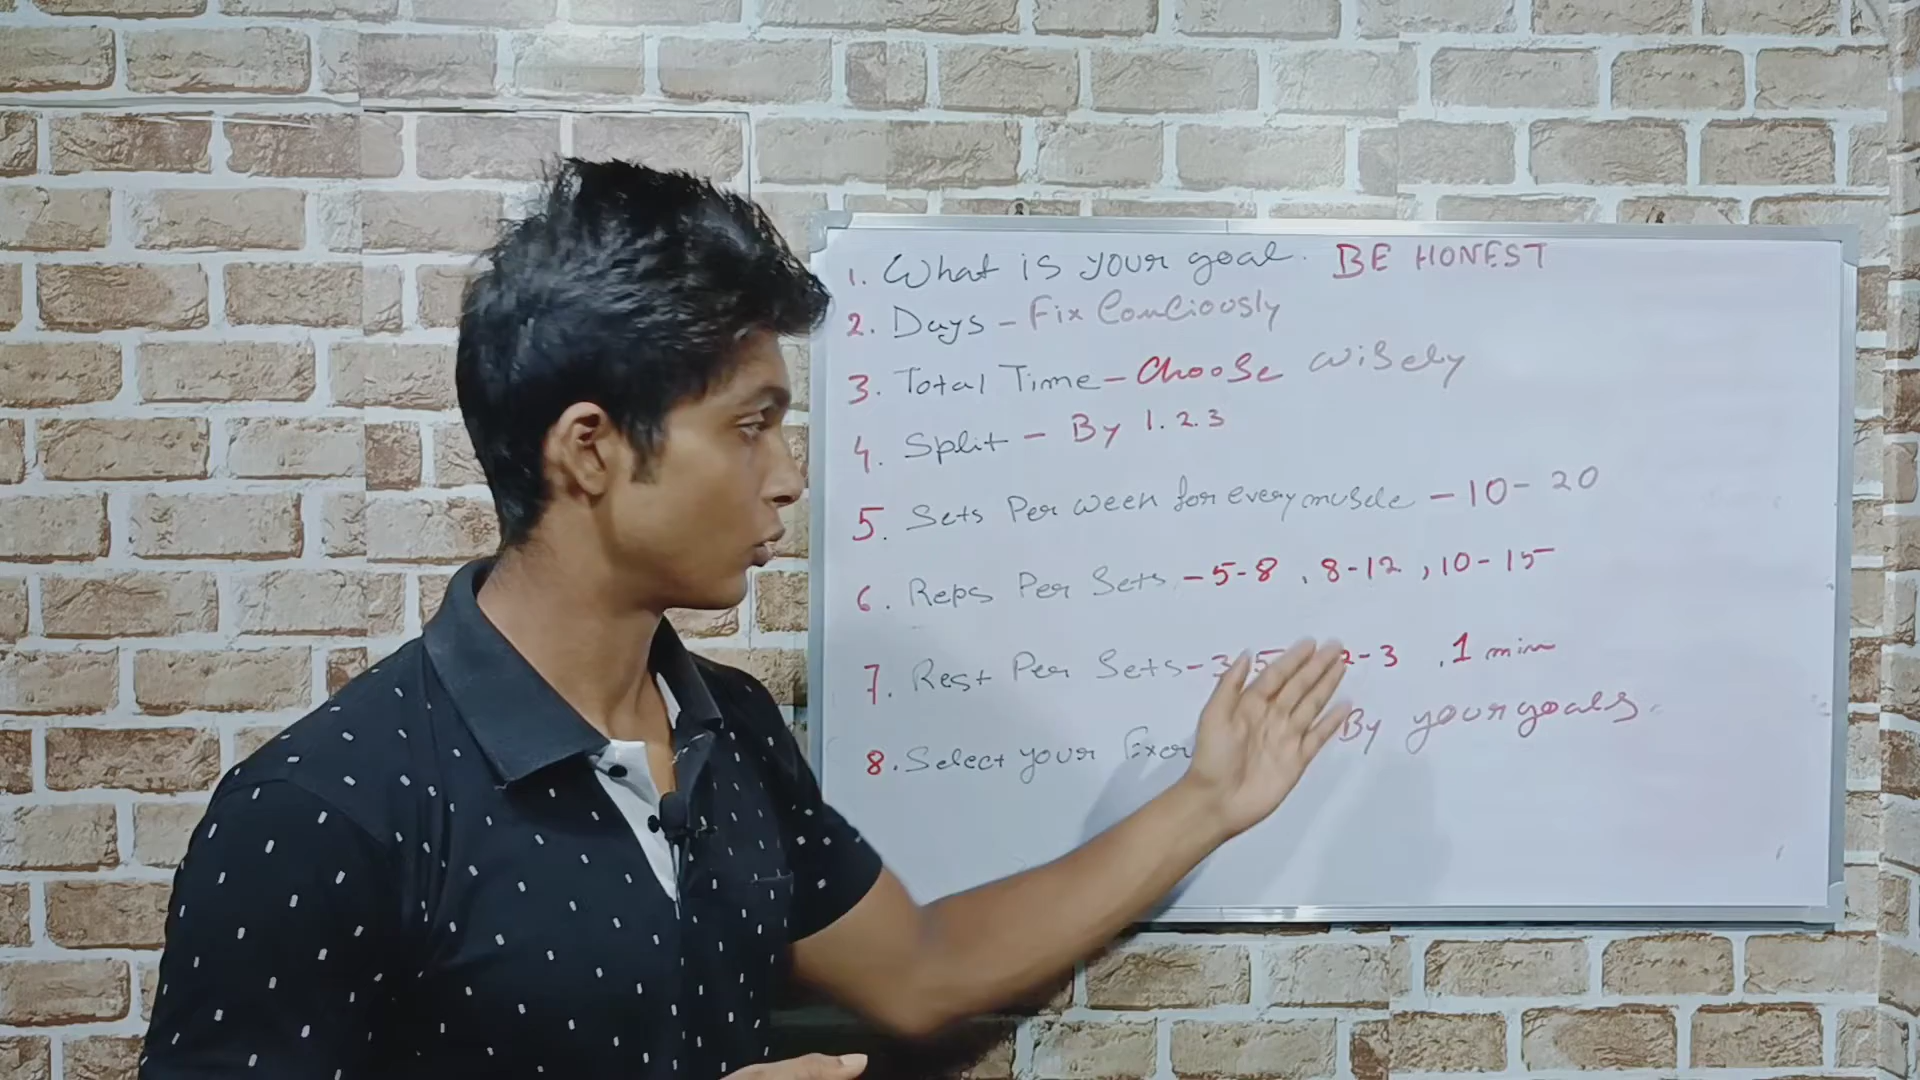 1. What is your goal. BE HONEST
2. Days - Fix Conciously
3. Total Time - Choose wisely
4. Split - By 1.2.3
5. Sets Per week for every muscle - 10 - 20
6. Reps Per Sets - 5-8 , 8-12 , 10-15
7. Rest Per Sets - 3 5 2-3 , 1 min
8. Select your By your goals.